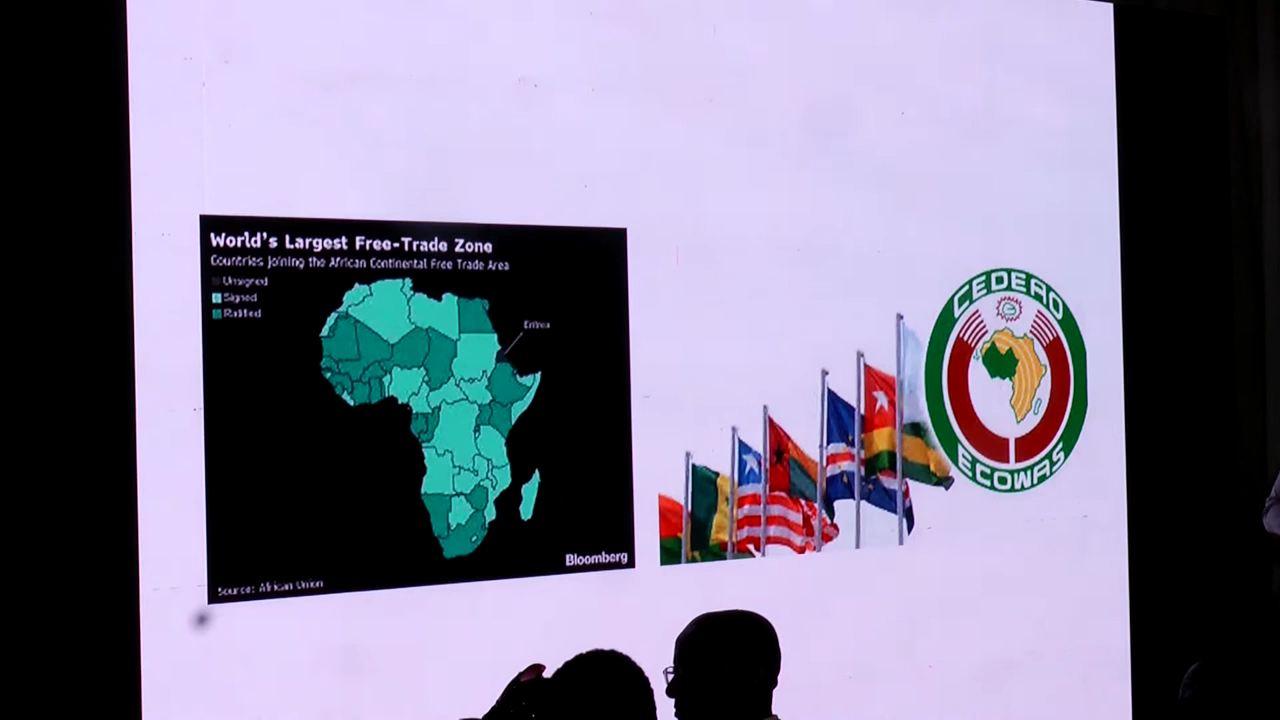 World's Largest Free-Trade Zone
Countries joining the African Continental Free Trade Area
Unsigned
Signed
Ratified
Eritrea
Bloomberg
Source: African Union
CEDEAO
ECOWAS